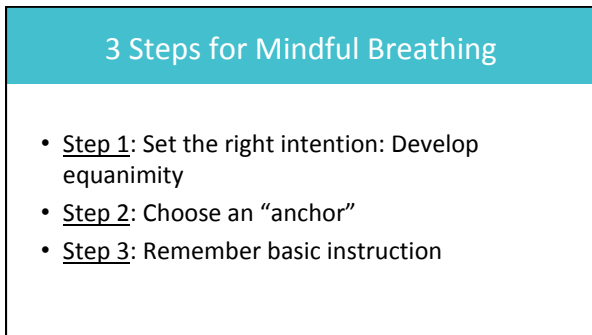 3 Steps for Mindful Breathing
• Step 1: Set the right intention: Develop
equanimity
• Step 2: Choose an “anchor”
• Step 3: Remember basic instruction